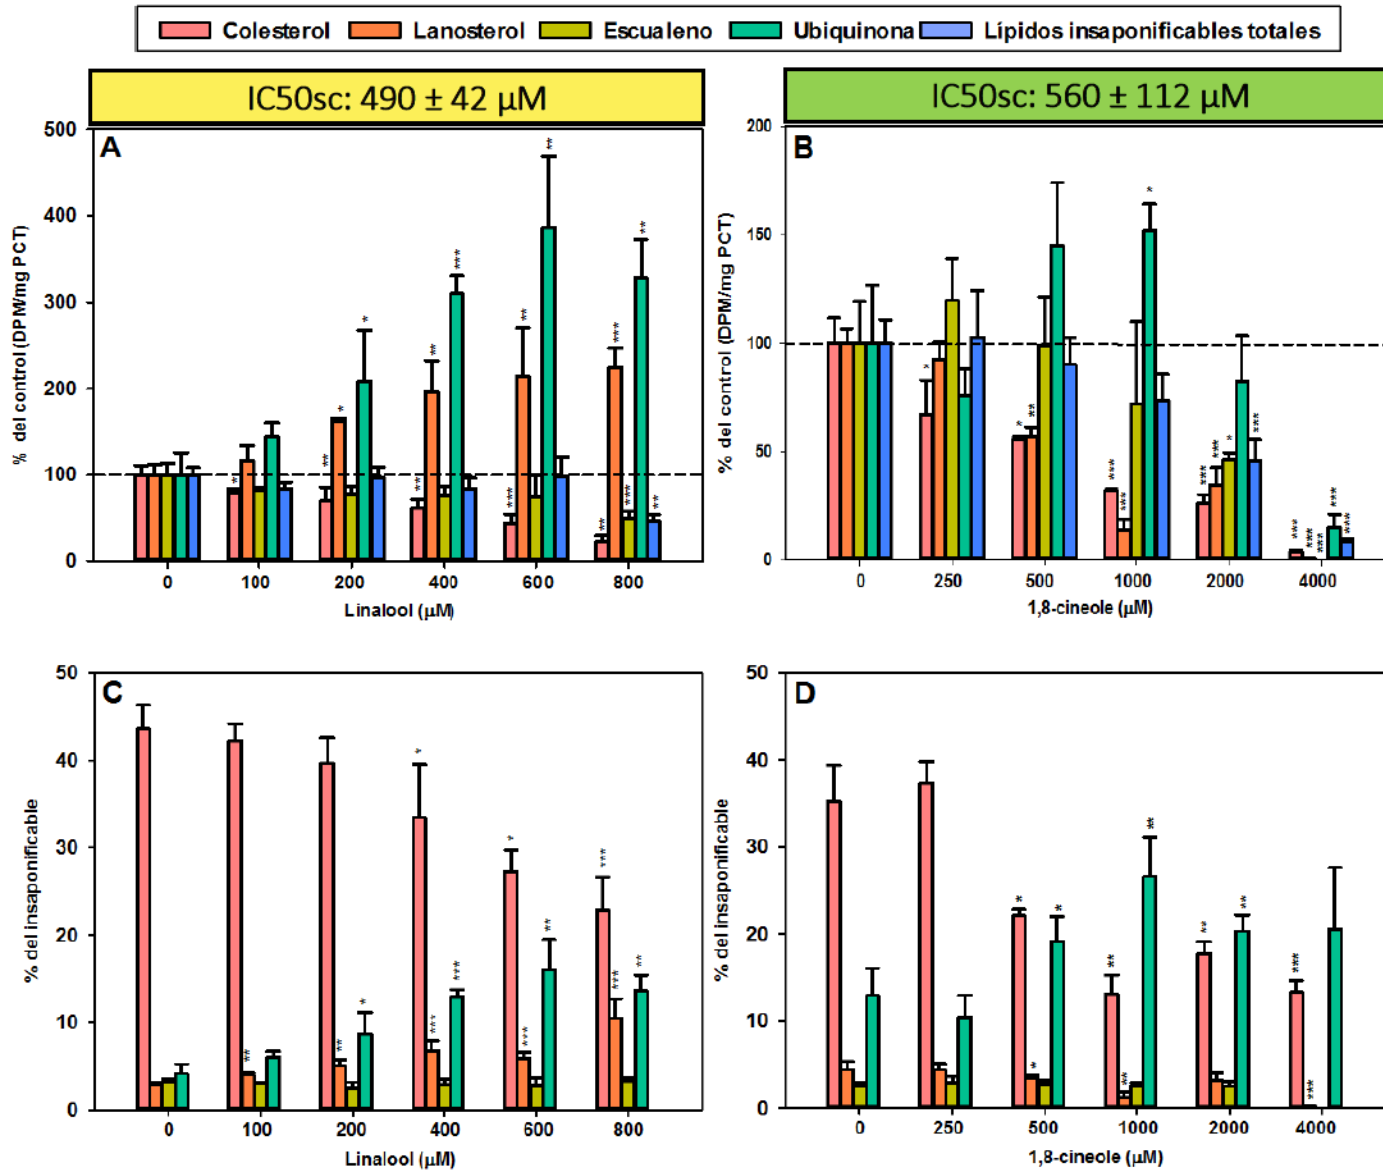 Colesterol Lanosterol Escualeno Ubiquinona Lípidos insaponificables totales
IC50sc: 490 ± 42 µM
IC50sc: 560 ± 112 µM
A
% del control (DPM/mg PCT)
500
400
300
200
100
0
* ** * * ** ** *** *** ** ** ** *** *** ** ** ***
0 100 200 400 600 800
Linalool (µM)
B
% del control (DPM/mg PCT)
200
150
100
50
0
* * ** *** *** * *** *** * *** *** *** *** *** ***
0 250 500 1000 2000 4000
1,8-cineole (µM)
C
% del insaponificable
50
40
30
20
10
0
** ** * * *** *** * *** ** *** *** **
0 100 200 400 600 800
Linalool (µM)
D
% del insaponificable
50
40
30
20
10
0
* * * ** ** ** ** ** *** ***
0 250 500 1000 2000 4000
1,8-cineole (µM)